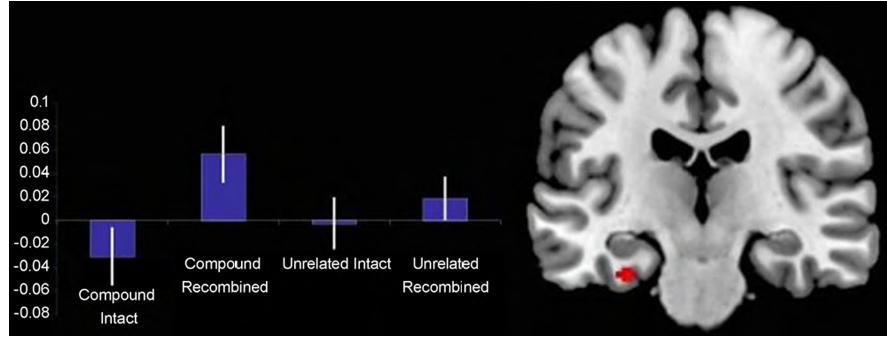 0.1
0.08
0.06
0.04
0.02
0
-0.02
-0.04
-0.06
-0.08
Compound
Intact
Compound
Recombined
Unrelated Intact
Unrelated
Recombined